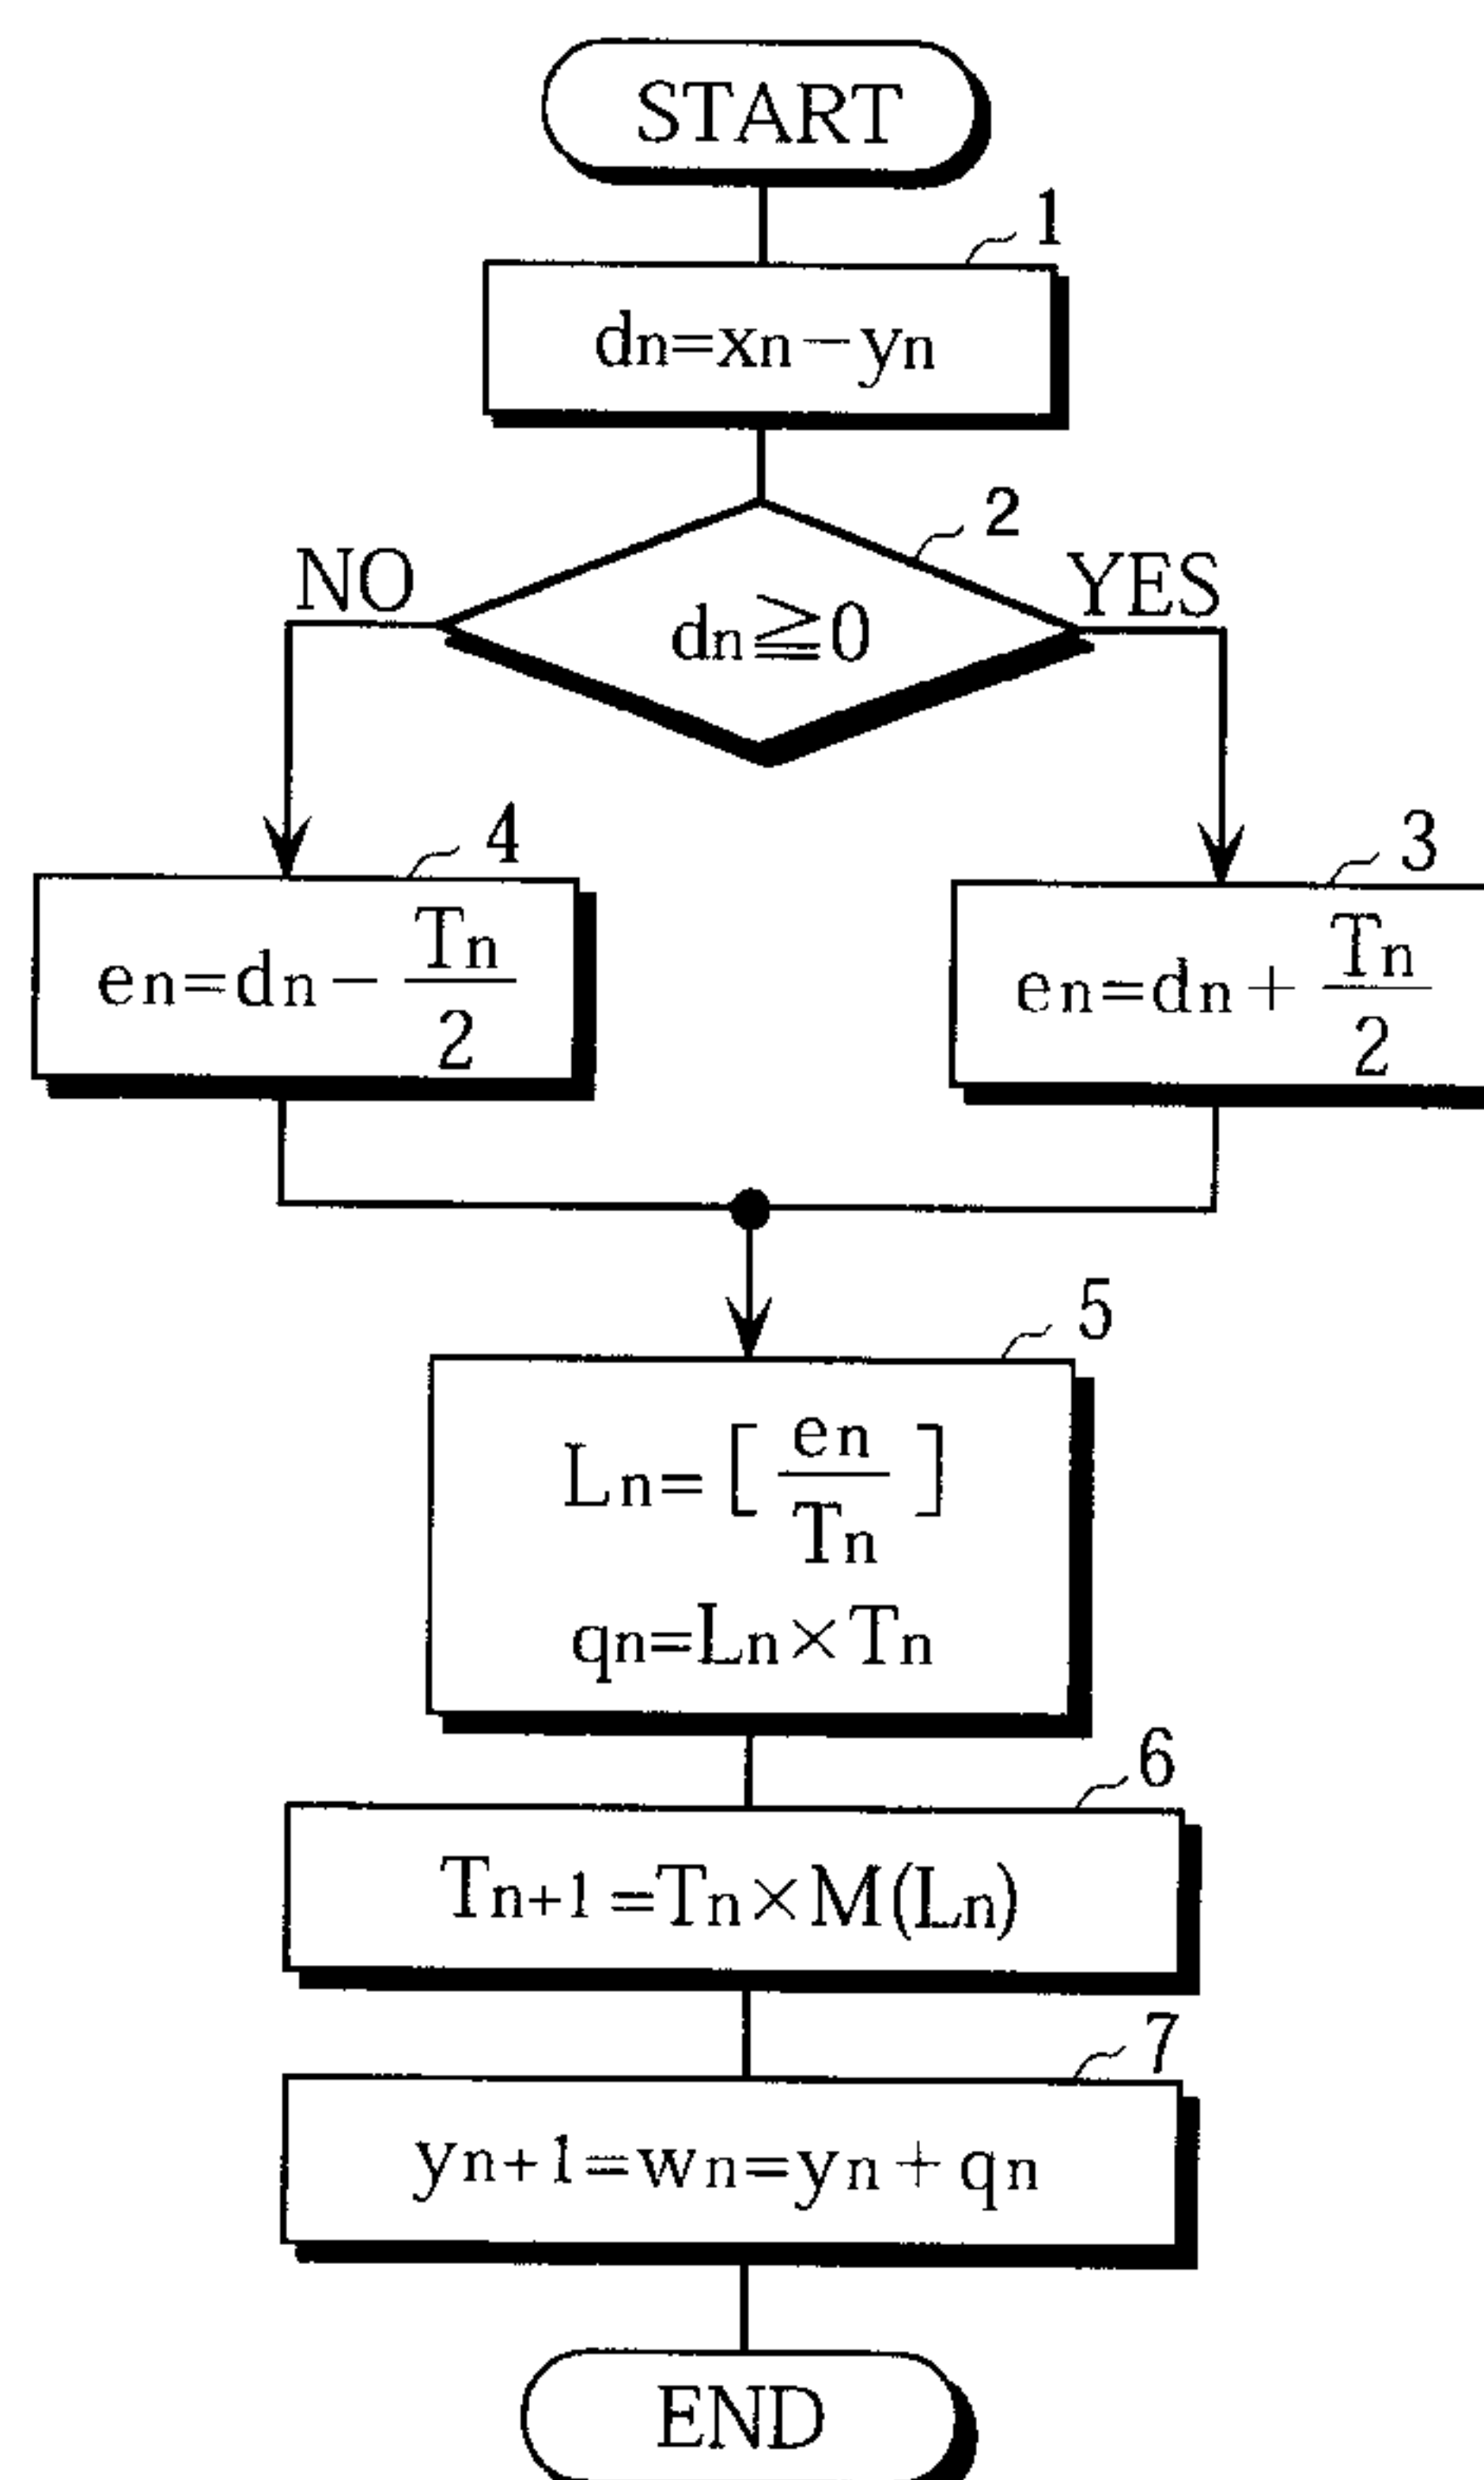 START
1
dn=xn−yn
2
NO
YES
dn≧0
4
3
en=dn− Tn/2
en=dn+ Tn/2
5
Ln=[ en/Tn ]
qn=Ln×Tn
6
Tn+1=Tn×M(Ln)
7
yn+1=wn=yn+qn
END